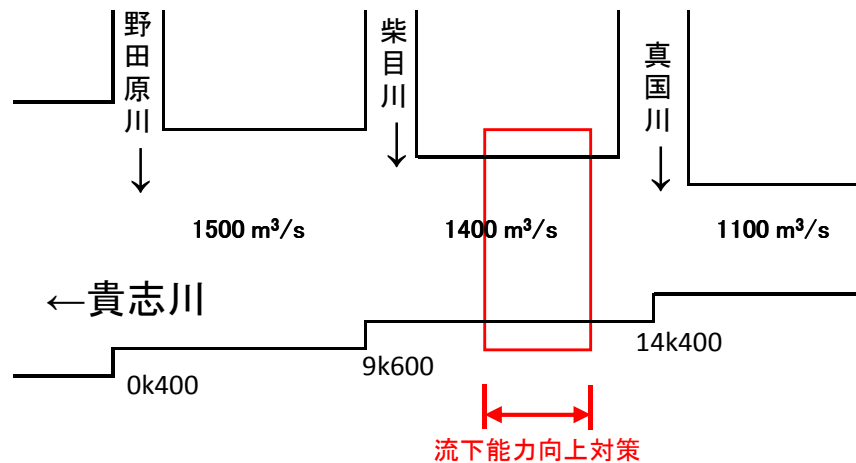 野田原川
柴目川
真国川
1500 m³/s
1400 m³/s
1100 m³/s
←貴志川
0k400
9k600
14k400
流下能力向上対策